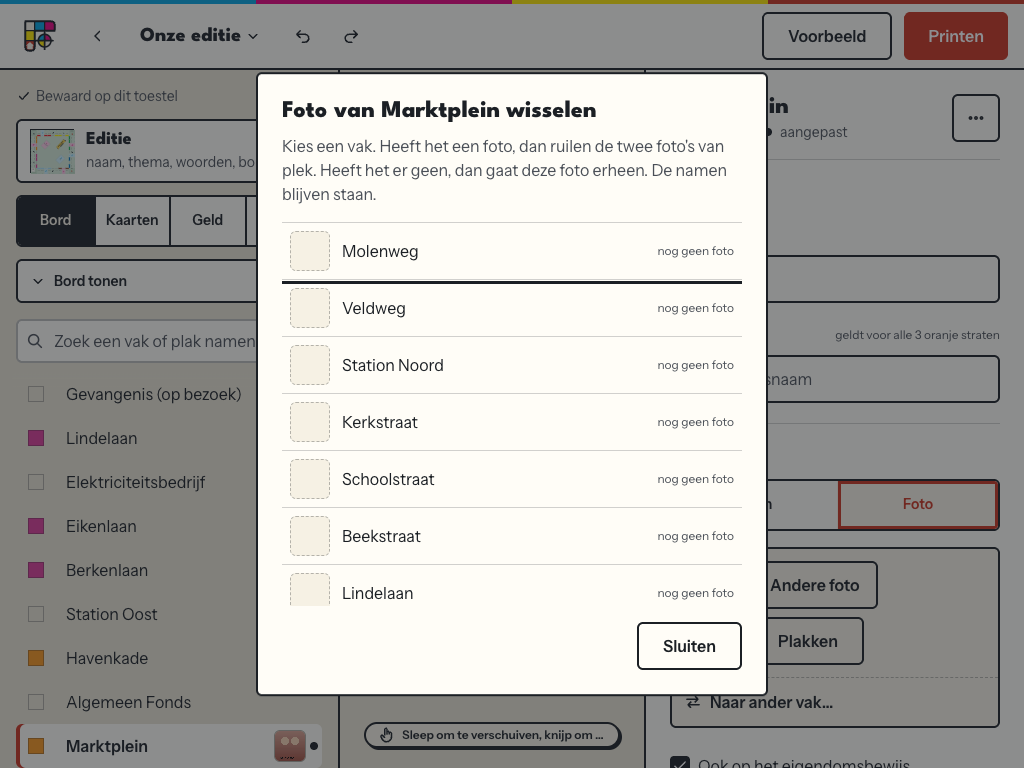 Onze editie
Voorbeeld
Printen
Bewaard op dit toestel
Editie
naam, thema, woorden, bo
Bord
Kaarten
Geld
Bord tonen
Zoek een vak of plak namen
Gevangenis (op bezoek)
Lindelaan
Elektriciteitsbedrijf
Eikenlaan
Berkenlaan
Station Oost
Havenkade
Algemeen Fonds
Marktplein
Foto van Marktplein wisselen
Kies een vak. Heeft het een foto, dan ruilen de twee foto's van
plek. Heeft het er geen, dan gaat deze foto erheen. De namen
blijven staan.
Molenweg nog geen foto
Veldweg nog geen foto
Station Noord nog geen foto
Kerkstraat nog geen foto
Schoolstraat nog geen foto
Beekstraat nog geen foto
Lindelaan nog geen foto
Sluiten
Sleep om te verschuiven, knijp om ...
in
aangepast
geldt voor alle 3 oranje straten
snaam
n
Foto
Andere foto
Plakken
Naar ander vak...
Ook op het eigendomsbewijs